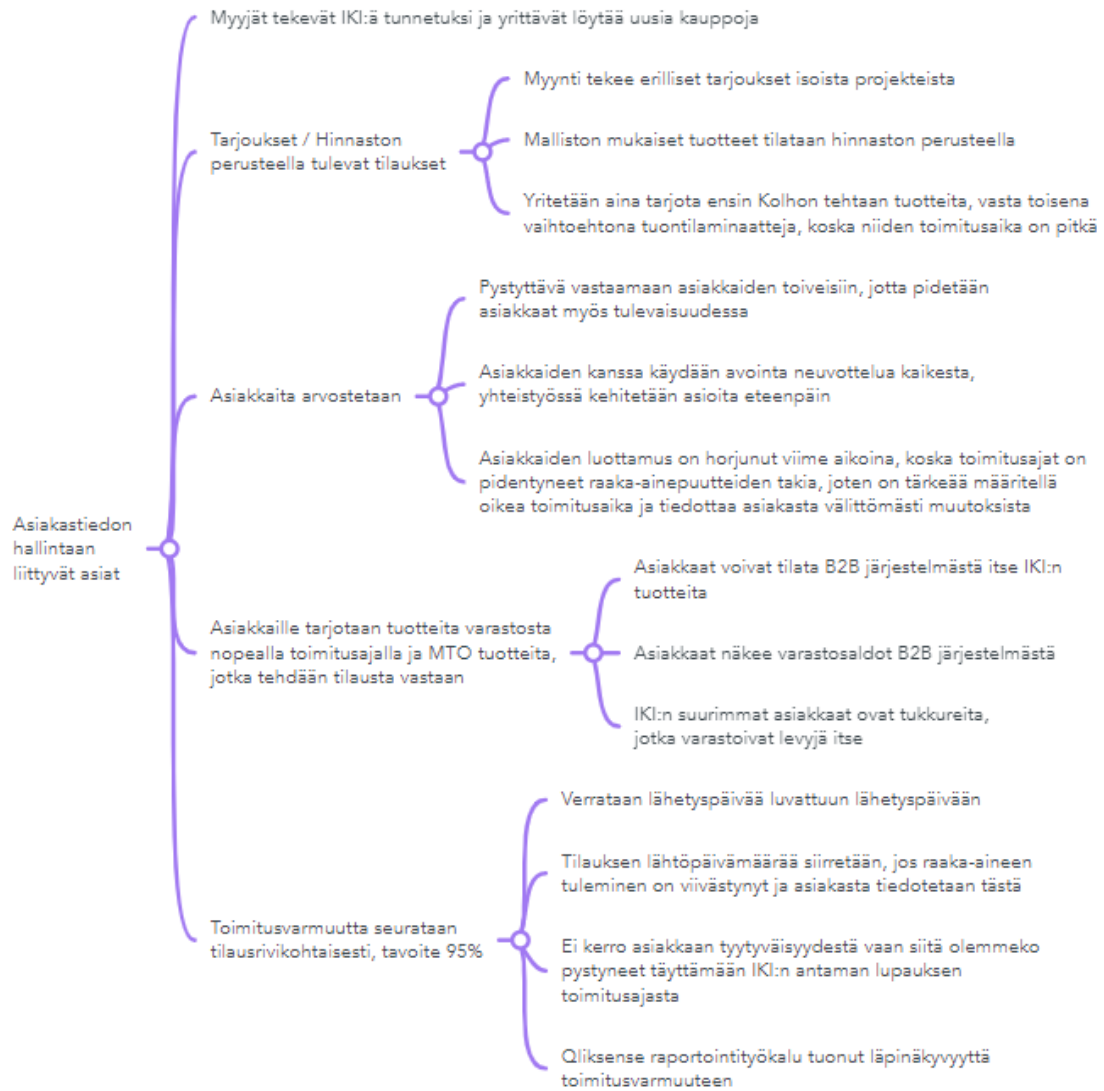 Myyjät tekevät IKI:ä tunnetuksi ja yrittävät löytää uusia kauppoja
Myynti tekee erilliset tarjoukset isoista projekteista
Tarjoukset / Hinnaston
perusteella tulevat tilaukset
Malliston mukaiset tuotteet tilataan hinnaston perusteella
Yritetään aina tarjota ensin Kolhon tehtaan tuotteita, vasta toisena
vaihtoehtona tuontilaminaatteja, koska niiden toimitusaika on pitkä
Pystyttävä vastaamaan asiakkaiden toiveisiin, jotta pidetään
asiakkaat myös tulevaisuudessa
Asiakkaita arvostetaan
Asiakkaiden kanssa käydään avointa neuvottelua kaikesta,
yhteistyössä kehitetään asioita eteenpäin
Asiakkaiden luottamus on horjunut viime aikoina, koska toimitusajat on
pidentyneet raaka-ainepuutteiden takia, joten on tärkeää määritellä
oikea toimitusaika ja tiedottaa asiakasta välittömästi muutoksista
Asiakastiedon
hallintaan
liittyvät asiat
Asiakkaat voivat tilata B2B järjestelmästä itse IKI:n
tuotteita
Asiakkaille tarjotaan tuotteita varastosta
nopealla toimitusajalla ja MTO tuotteita,
jotka tehdään tilausta vastaan
Asiakkaat näkee varastosaldot B2B järjestelmästä
IKI:n suurimmat asiakkaat ovat tukkureita,
jotka varastoivat levyjä itse
Verrataan lähetyspäivää luvattuun lähetyspäivään
Tilauksen lähtöpäivämäärää siirretään, jos raaka-aineen
tuleminen on viivästynyt ja asiakasta tiedotetaan tästä
Toimitusvarmuutta seurataan
tilausrivikohtaisesti, tavoite 95%
Ei kerro asiakkaan tyytyväisyydestä vaan siitä olemmeko
pystyneet täyttämään IKI:n antaman lupauksen
toimitusajasta
Qliksense raportointityökalu tuonut läpinäkyvyyttä
toimitusvarmuuteen